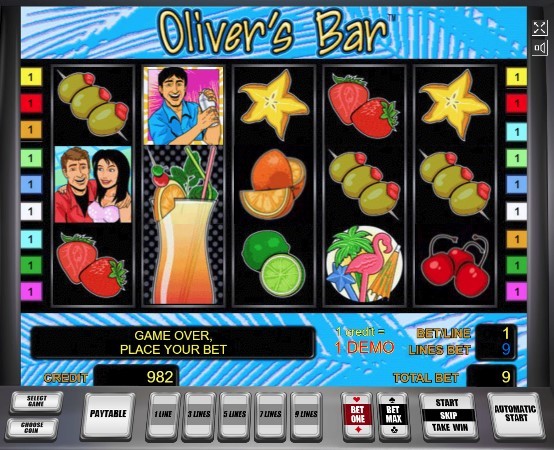 Oliver's Bar™
1 1
1 1
1 1
1 1
1 1
1 1
1 1
1 1
1 1
GAME OVER,
PLACE YOUR BET
1 credit =
1 DEMO
BET/LINE 1
LINES BET 9
CREDIT 982
TOTAL BET 9
SELECT
GAME
CHOOSE
COIN
PAYTABLE
1 LINE
3 LINES
5 LINES
7 LINES
9 LINES
BET
ONE
BET
MAX
START
SKIP
TAKE WIN
AUTOMATIC
START